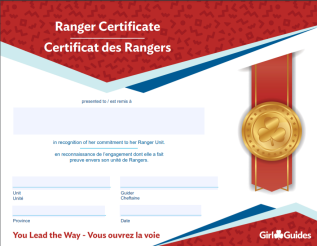 Ranger Certificate
Certificat des Rangers
presented to / est remis à
in recognition of her commitment to her Ranger Unit.
en reconnaissance de l'engagement dont elle a fait
preuve envers son unité de Rangers.
Unit
Unité
Guider
Cheftaine
Province
Date
You Lead the Way - Vous ouvrez la voie
Girl Guides